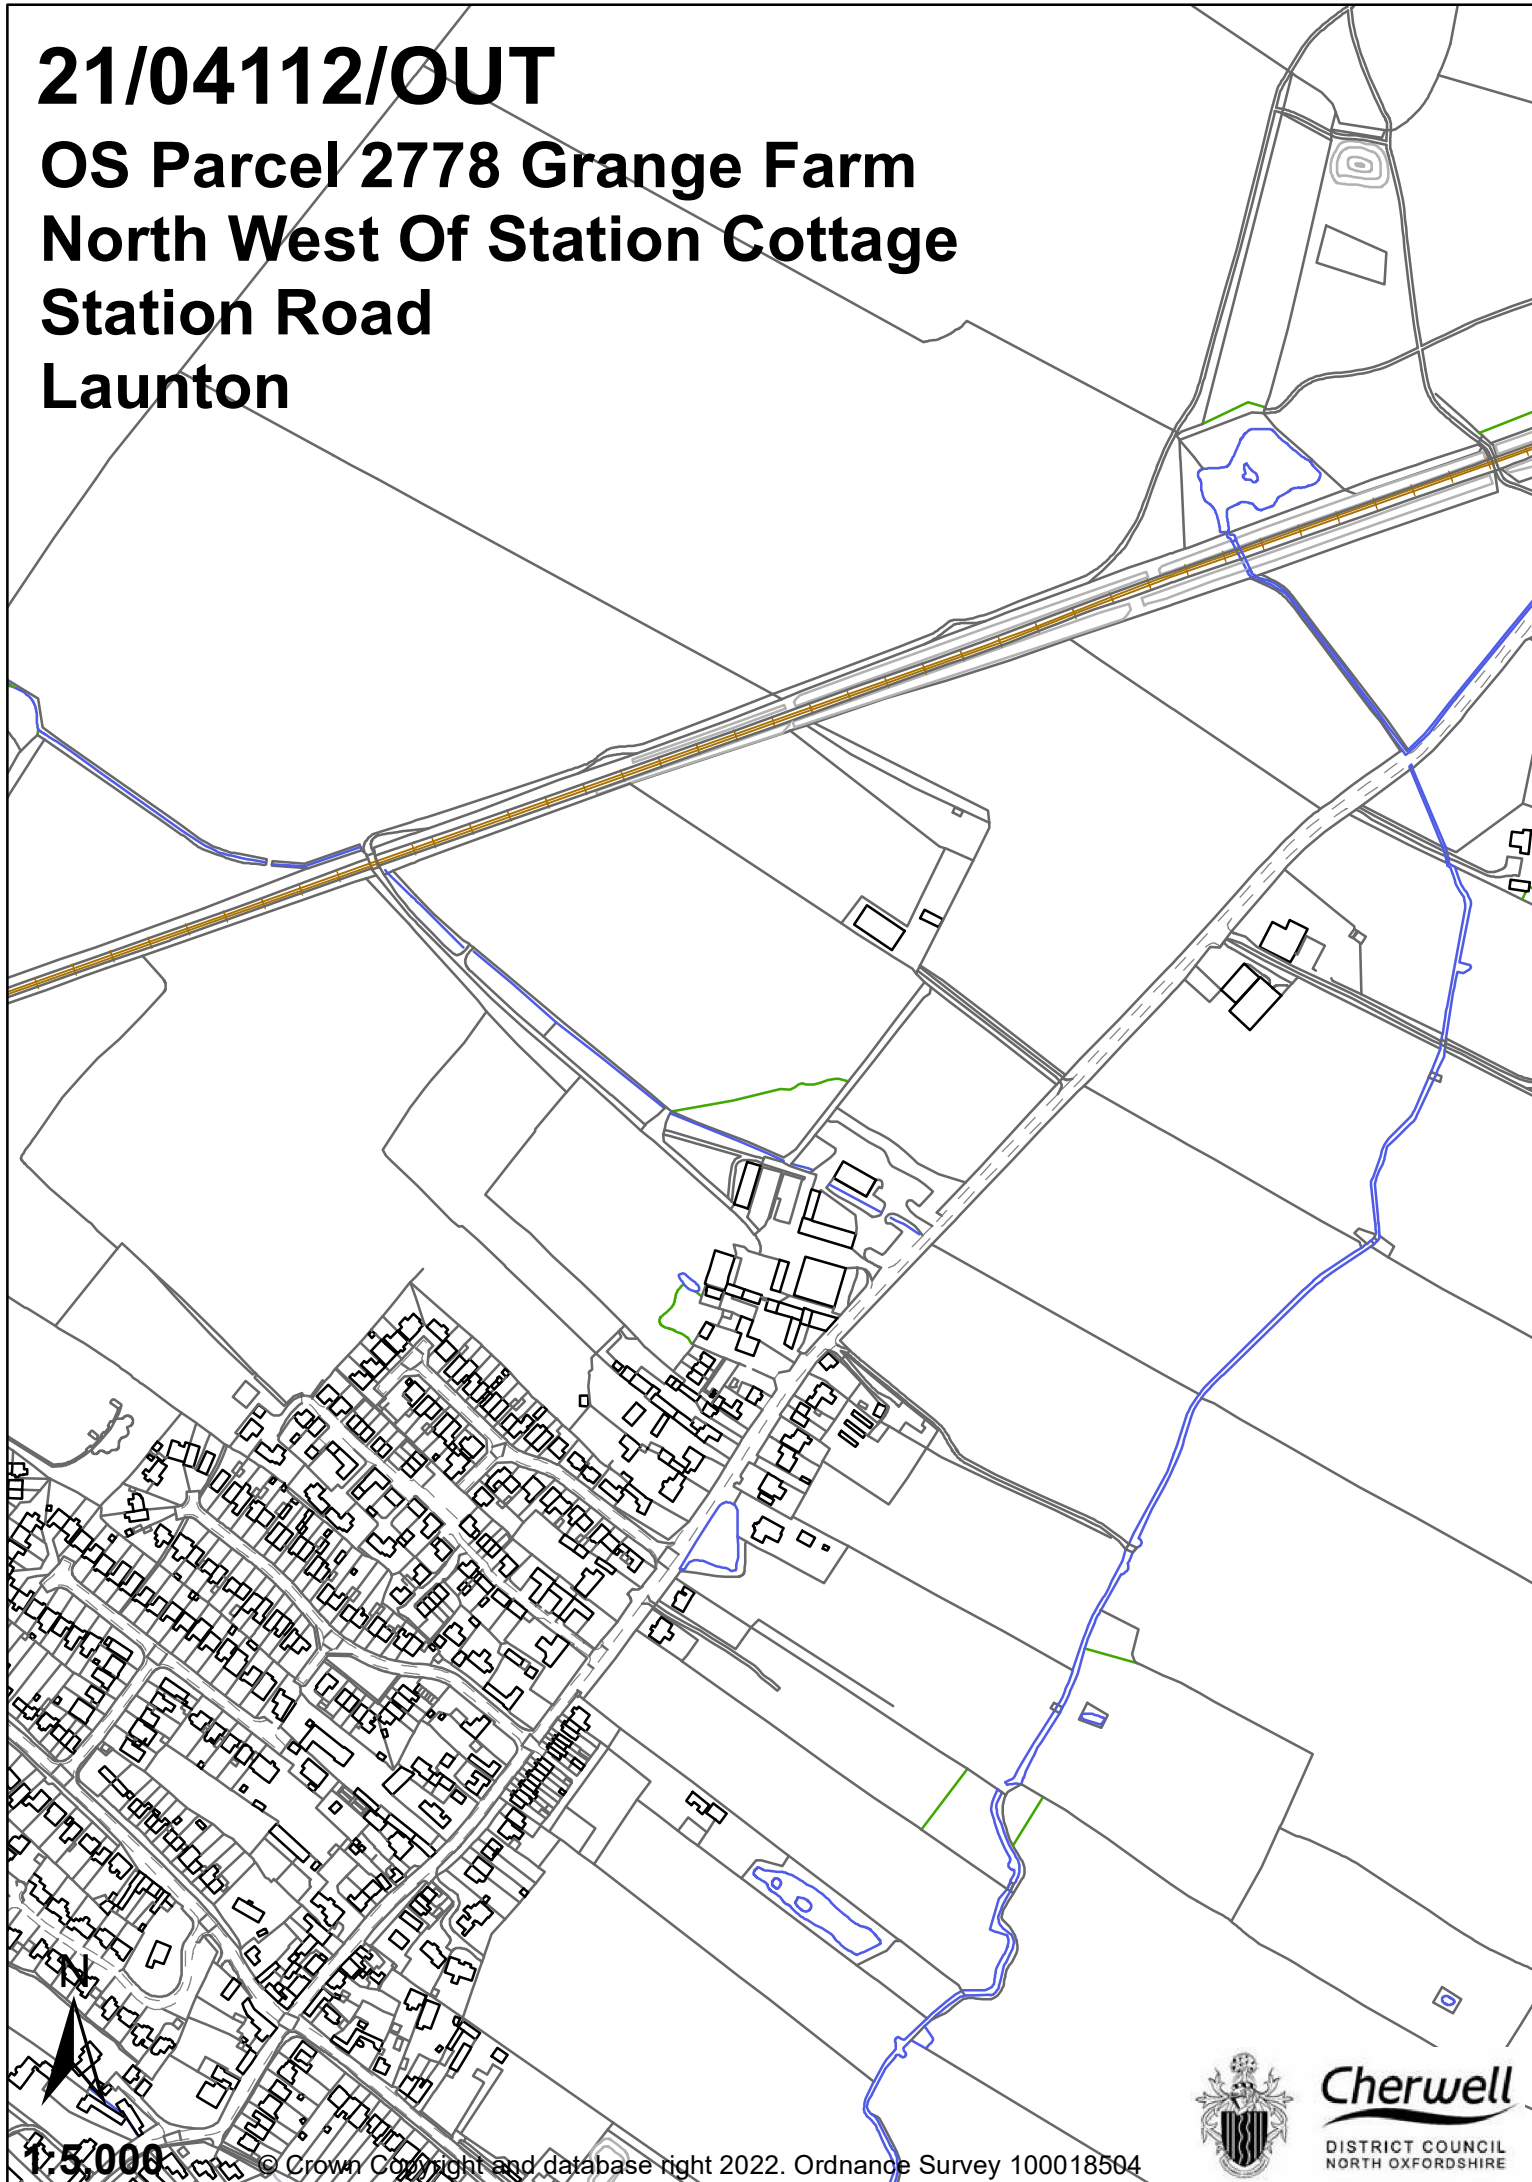 21/04112/OUT
OS Parcel 2778 Grange Farm
North West Of Station Cottage
Station Road
Launton
N
1:5,000
© Crown Copyright and database right 2022. Ordnance Survey 100018504
Cherwell
DISTRICT COUNCIL
NORTH OXFORDSHIRE